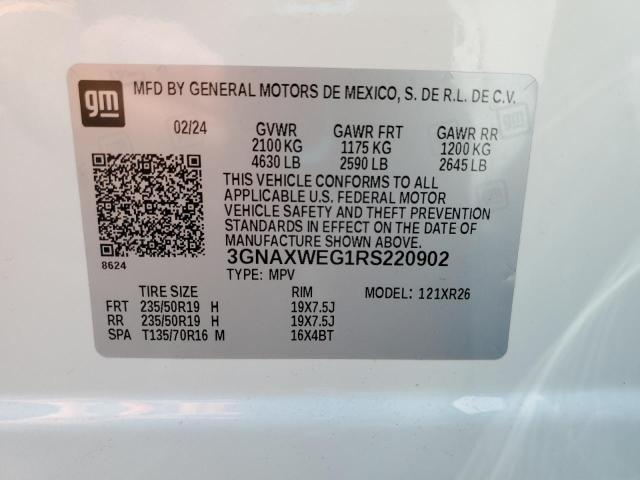 gm
MFD BY GENERAL MOTORS DE MEXICO, S. DE R.L. DE C.V.
02/24 GVWR GAWR FRT GAWR RR
2100 KG 1175 KG 1200 KG
4630 LB 2590 LB 2645 LB
THIS VEHICLE CONFORMS TO ALL
APPLICABLE U.S. FEDERAL MOTOR
VEHICLE SAFETY AND THEFT PREVENTION
STANDARDS IN EFFECT ON THE DATE OF
MANUFACTURE SHOWN ABOVE.
8624
3GNAXWEG1RS220902
TYPE: MPV
TIRE SIZE RIM MODEL: 121XR26
FRT 235/50R19 H 19X7.5J
RR 235/50R19 H 19X7.5J
SPA T135/70R16 M 16X4BT